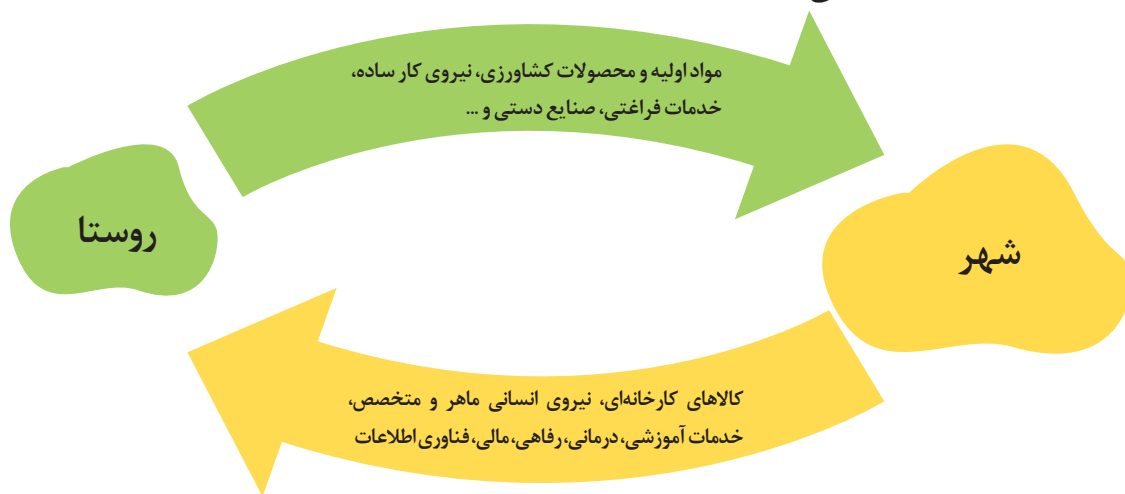 مواد اولیه و محصولات کشاورزی، نیروی کار ساده،
خدمات فراغتی، صنایع دستی و ...
روستا
شهر
کالاهای کارخانه‌ای، نیروی انسانی ماهر و متخصص،
خدمات آموزشی، درمانی، رفاهی، مالی، فناوری اطلاعات